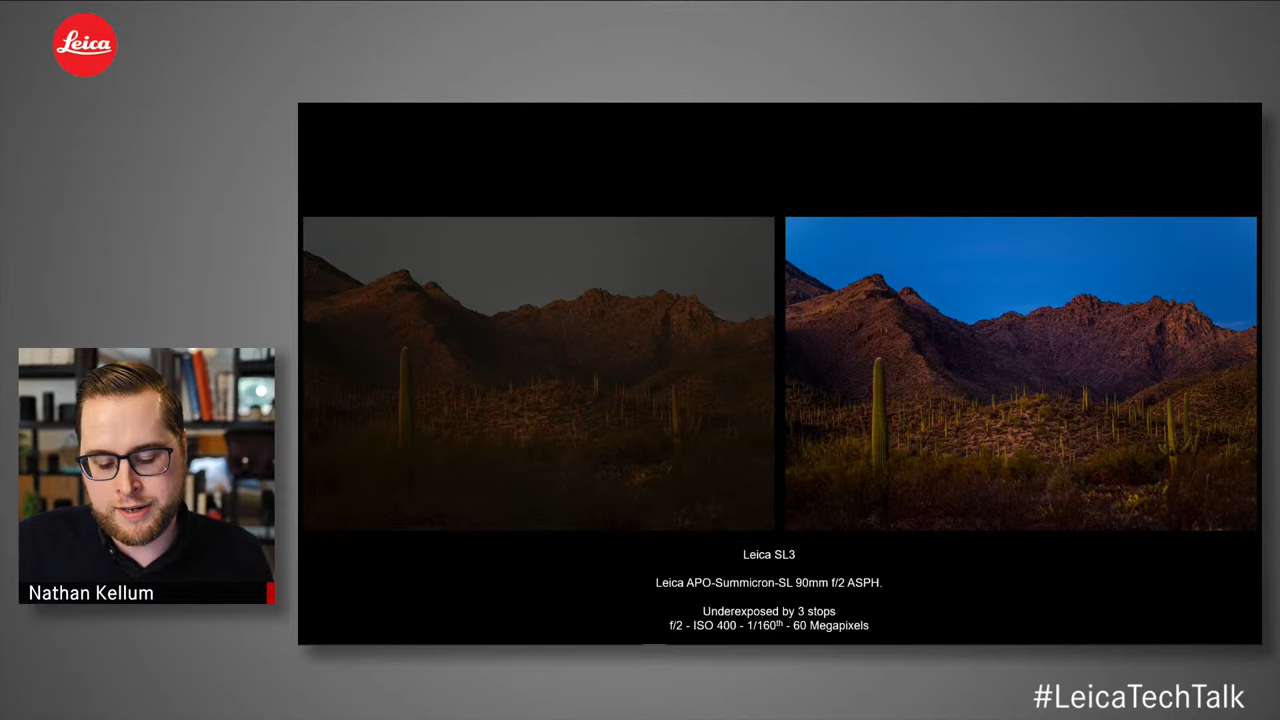 Leica
Leica SL3
Leica APO-Summicron-SL 90mm f/2 ASPH.
Underexposed by 3 stops
f/2 - ISO 400 - 1/160th - 60 Megapixels
Nathan Kellum
#LeicaTechTalk